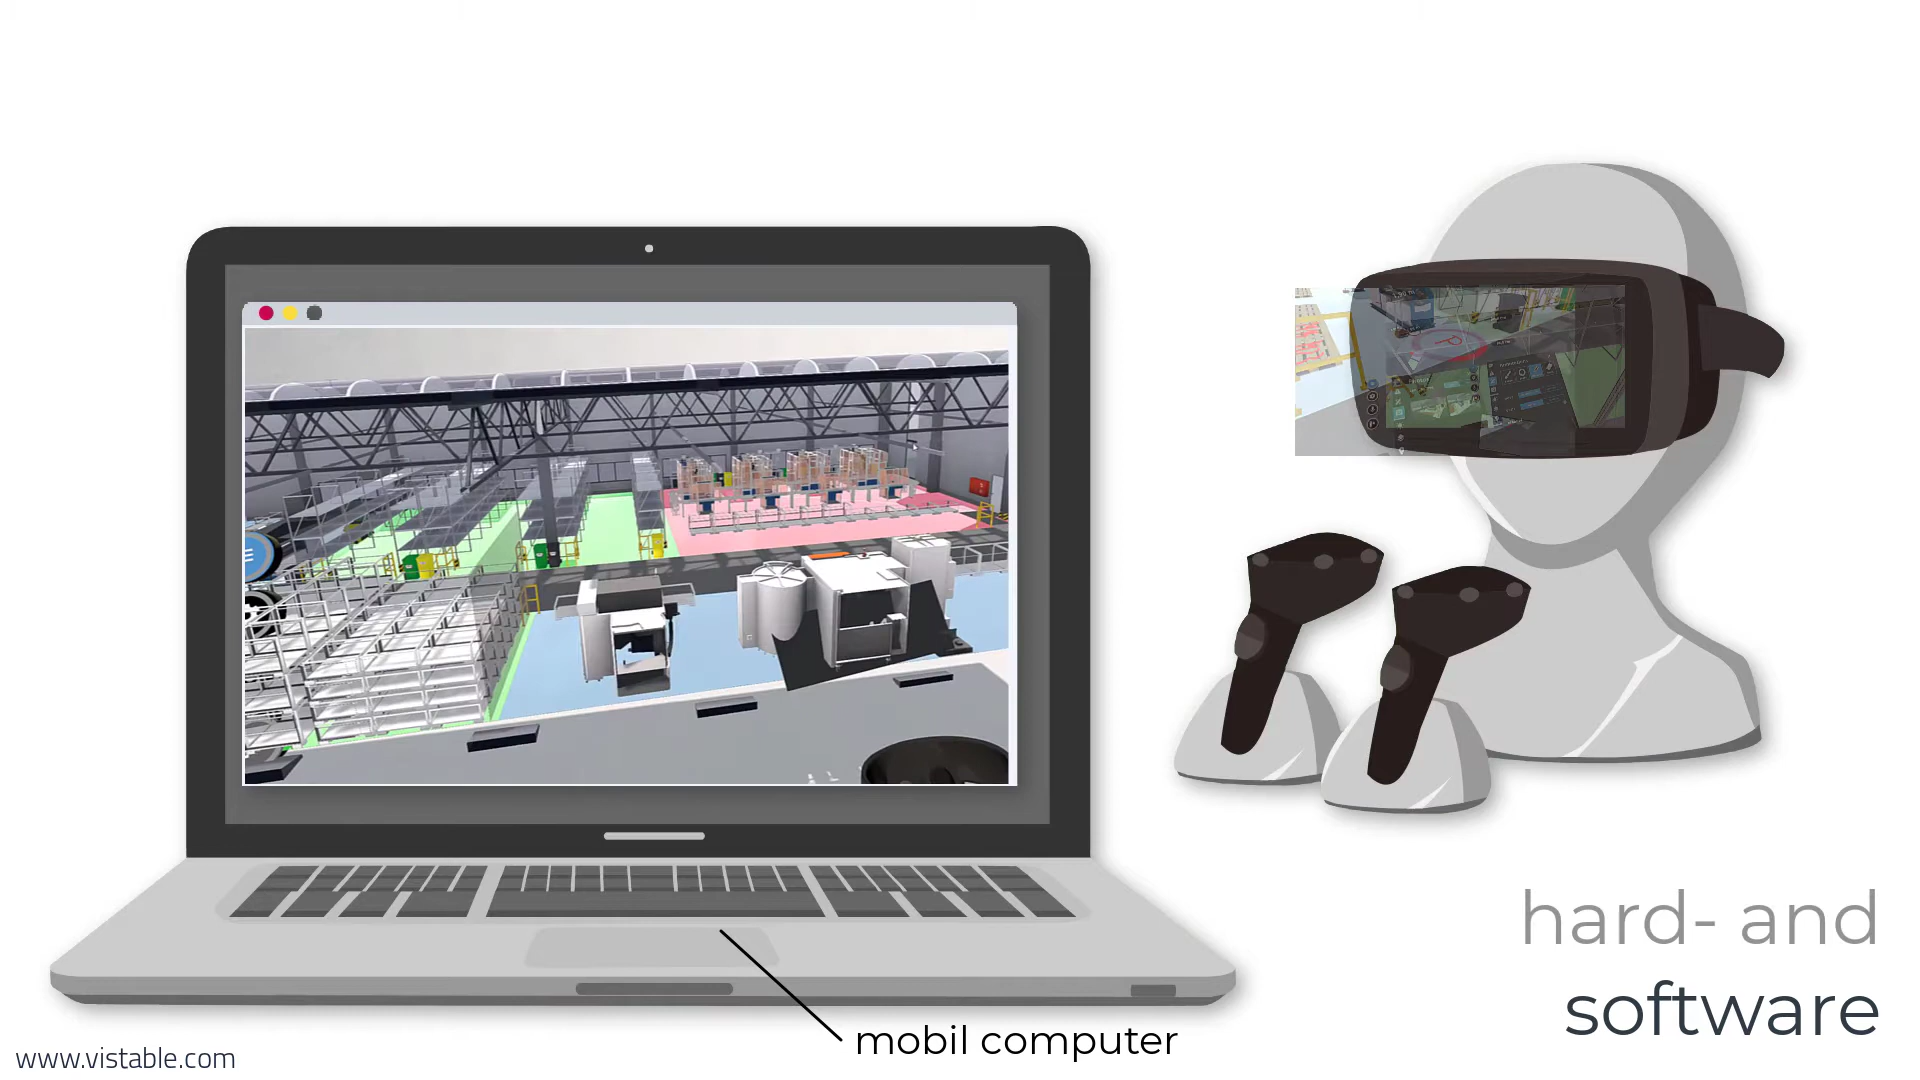 hard- and
software
mobil computer
www.vistable.com